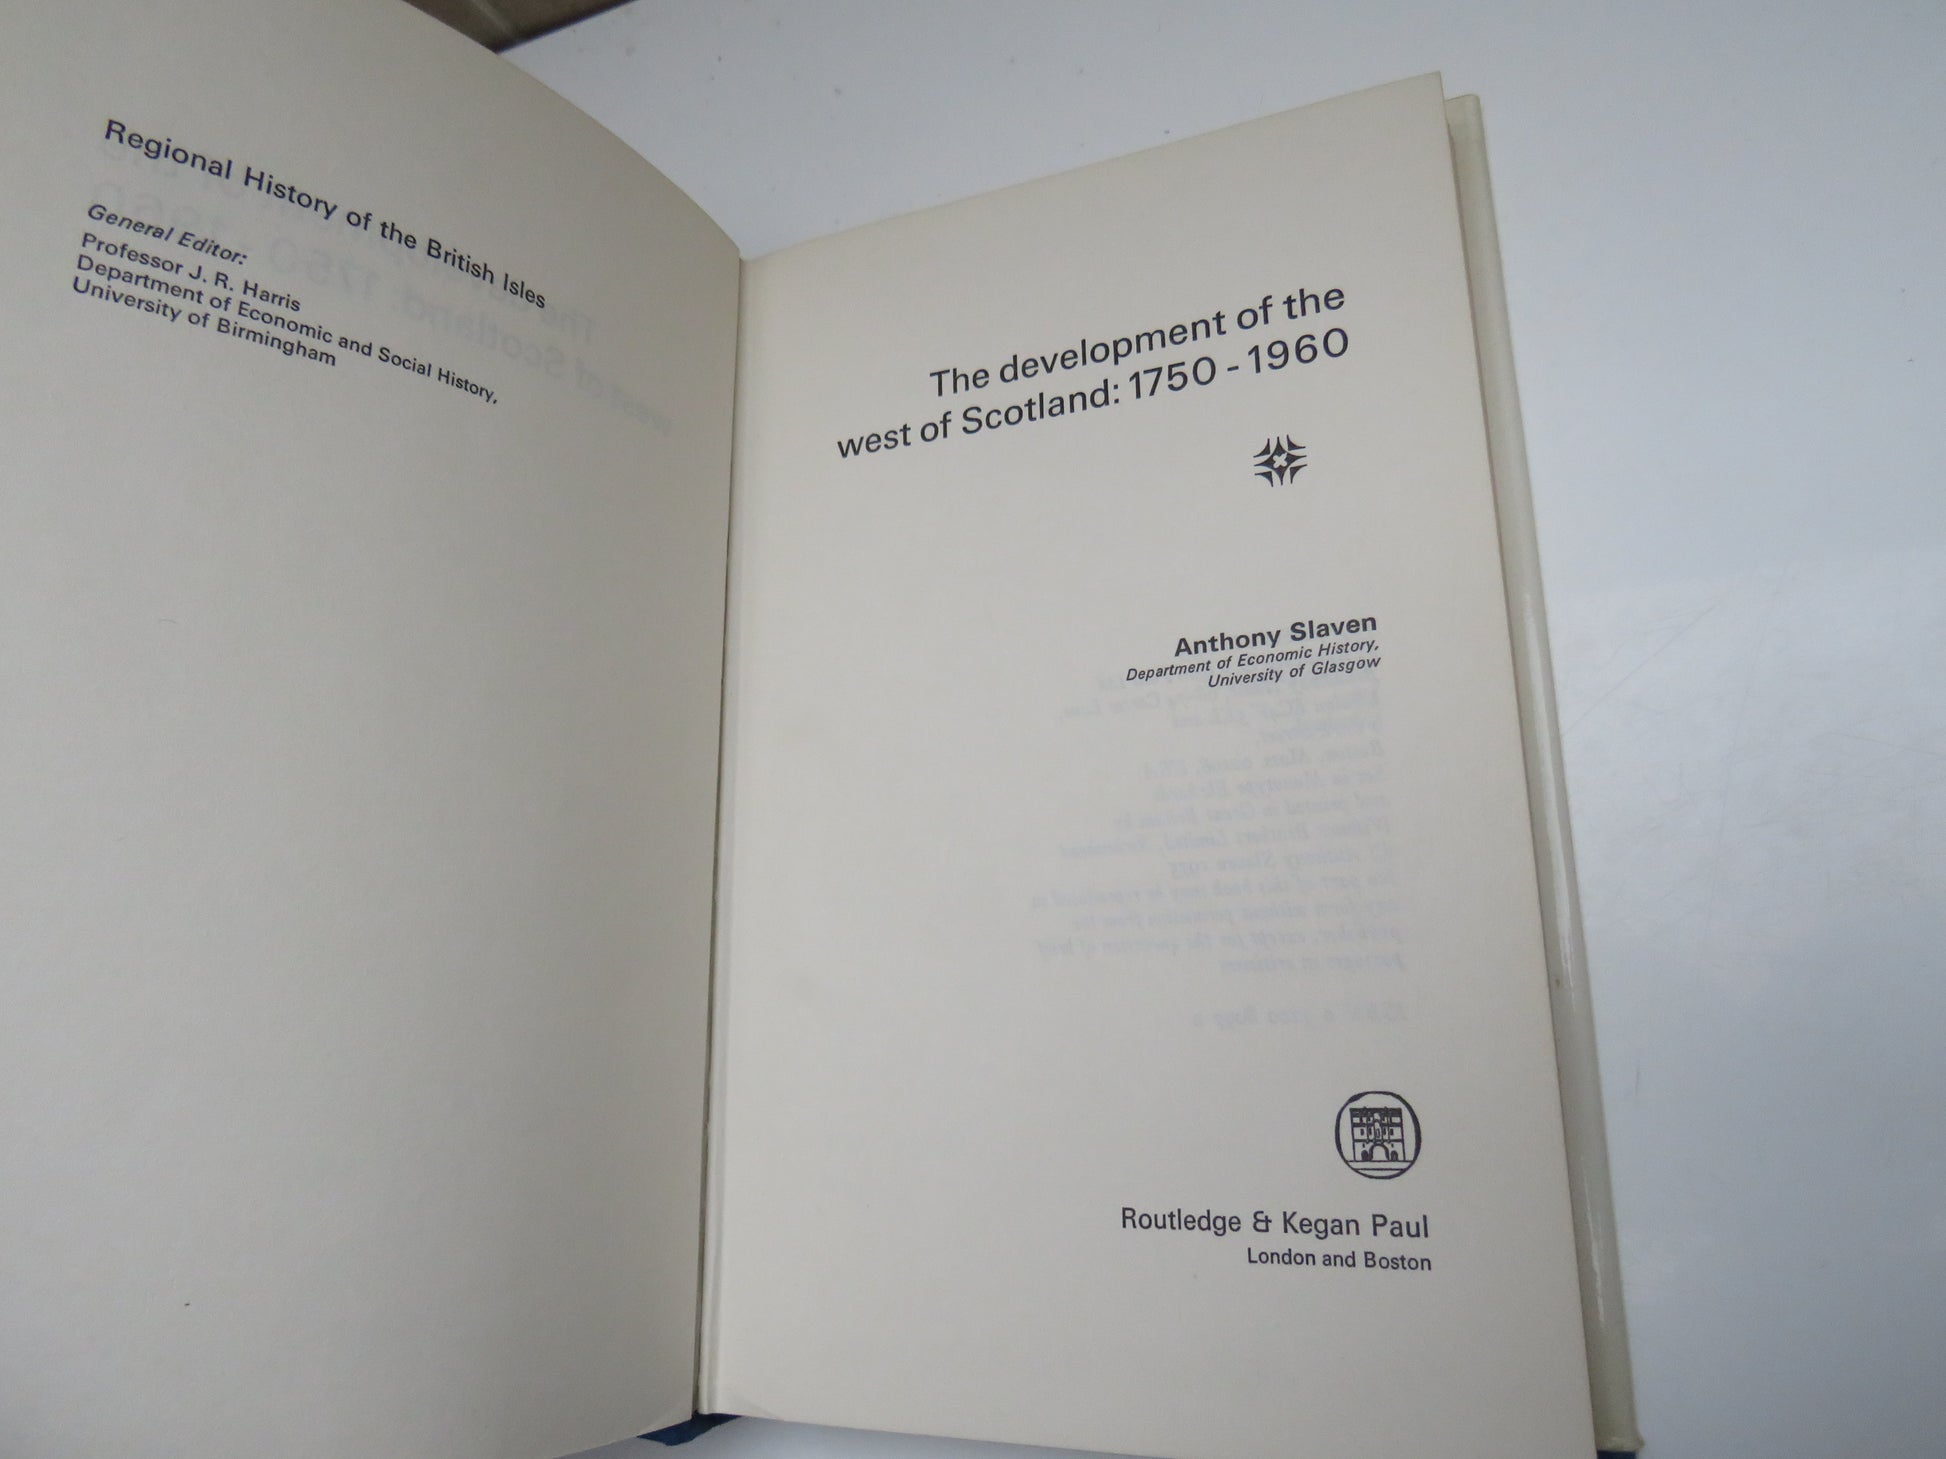 Regional History of the British Isles
General Editor:
Professor J. R. Harris
Department of Economic and Social History,
University of Birmingham
The development of the
west of Scotland: 1750 - 1960
Anthony Slaven
Department of Economic History,
University of Glasgow
Routledge & Kegan Paul
London and Boston